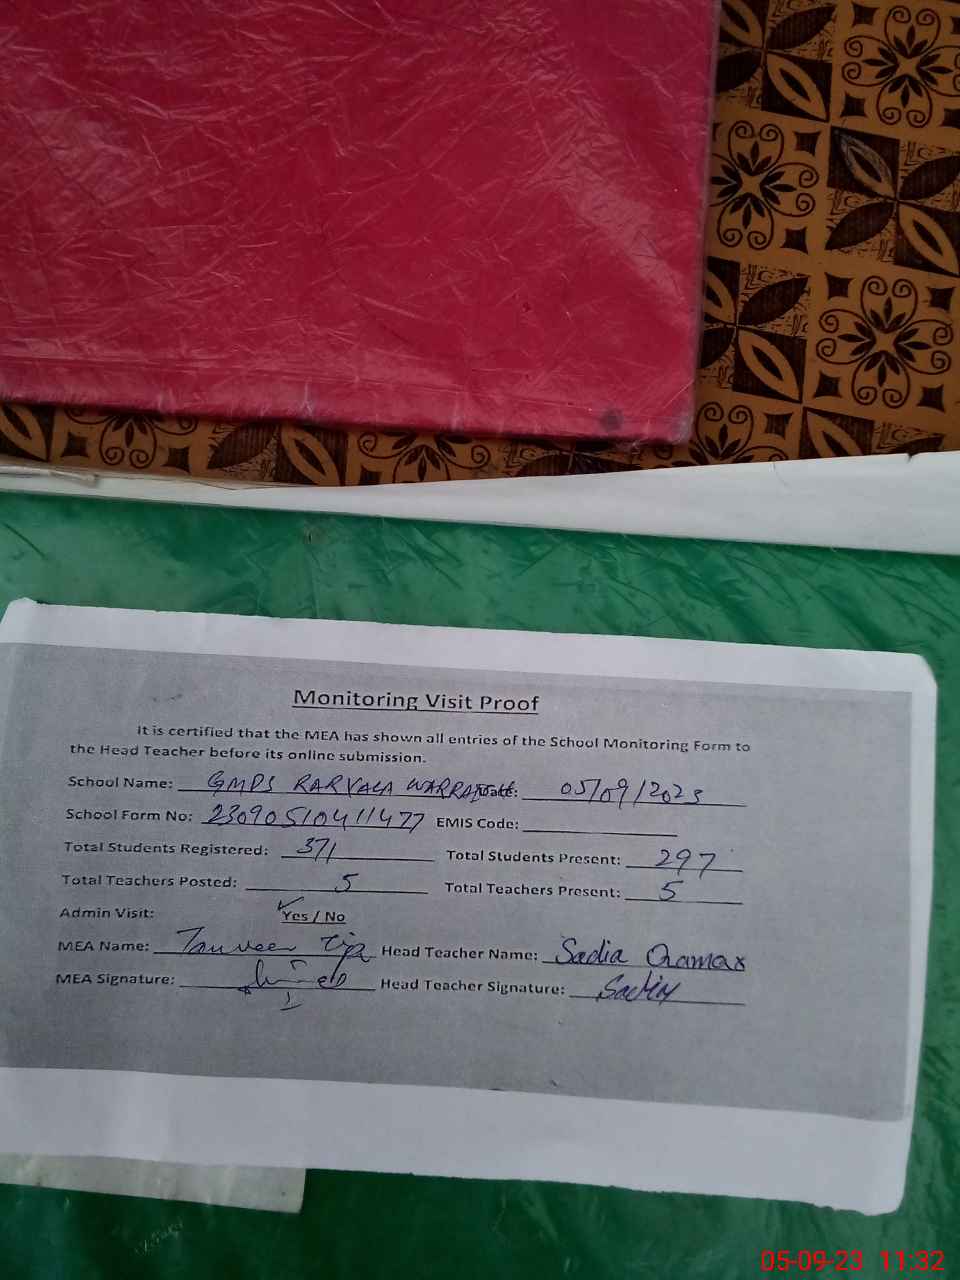 Monitoring Visit Proof
It is certified that the MEA has shown all entries of the School Monitoring Form to
the Head Teacher before its online submission.
School Name: GMPS RARYALA Date: 05/09/2023
School Form No: 23090510411477 EMIS Code:
Total Students Registered: 371 Total Students Present: 297
Total Teachers Posted: 5 Total Teachers Present: 5
Admin Visit: Yes / No
MEA Name: Tanveer Head Teacher Name: Sadia
MEA Signature: Head Teacher Signature: Sadia
05-09-23 11:32